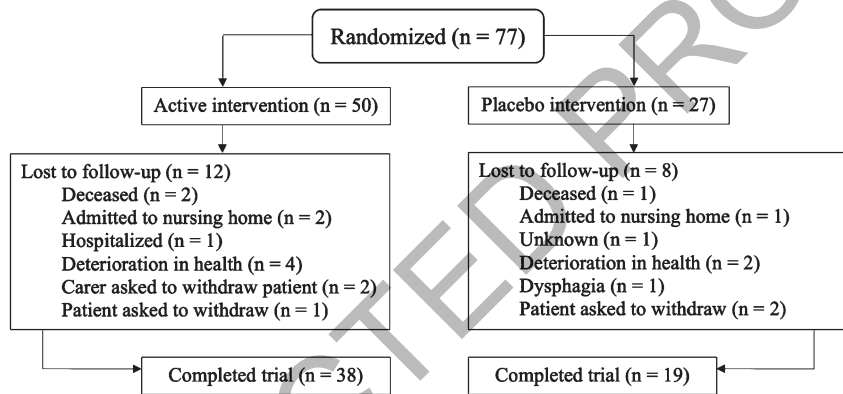 Randomized (n = 77)
Active intervention (n = 50)
Placebo intervention (n = 27)
Lost to follow-up (n = 12)
Deceased (n = 2)
Admitted to nursing home (n = 2)
Hospitalized (n = 1)
Deterioration in health (n = 4)
Carer asked to withdraw patient (n = 2)
Patient asked to withdraw (n = 1)
Lost to follow-up (n = 8)
Deceased (n = 1)
Admitted to nursing home (n = 1)
Unknown (n = 1)
Deterioration in health (n = 2)
Dysphagia (n = 1)
Patient asked to withdraw (n = 2)
Completed trial (n = 38)
Completed trial (n = 19)